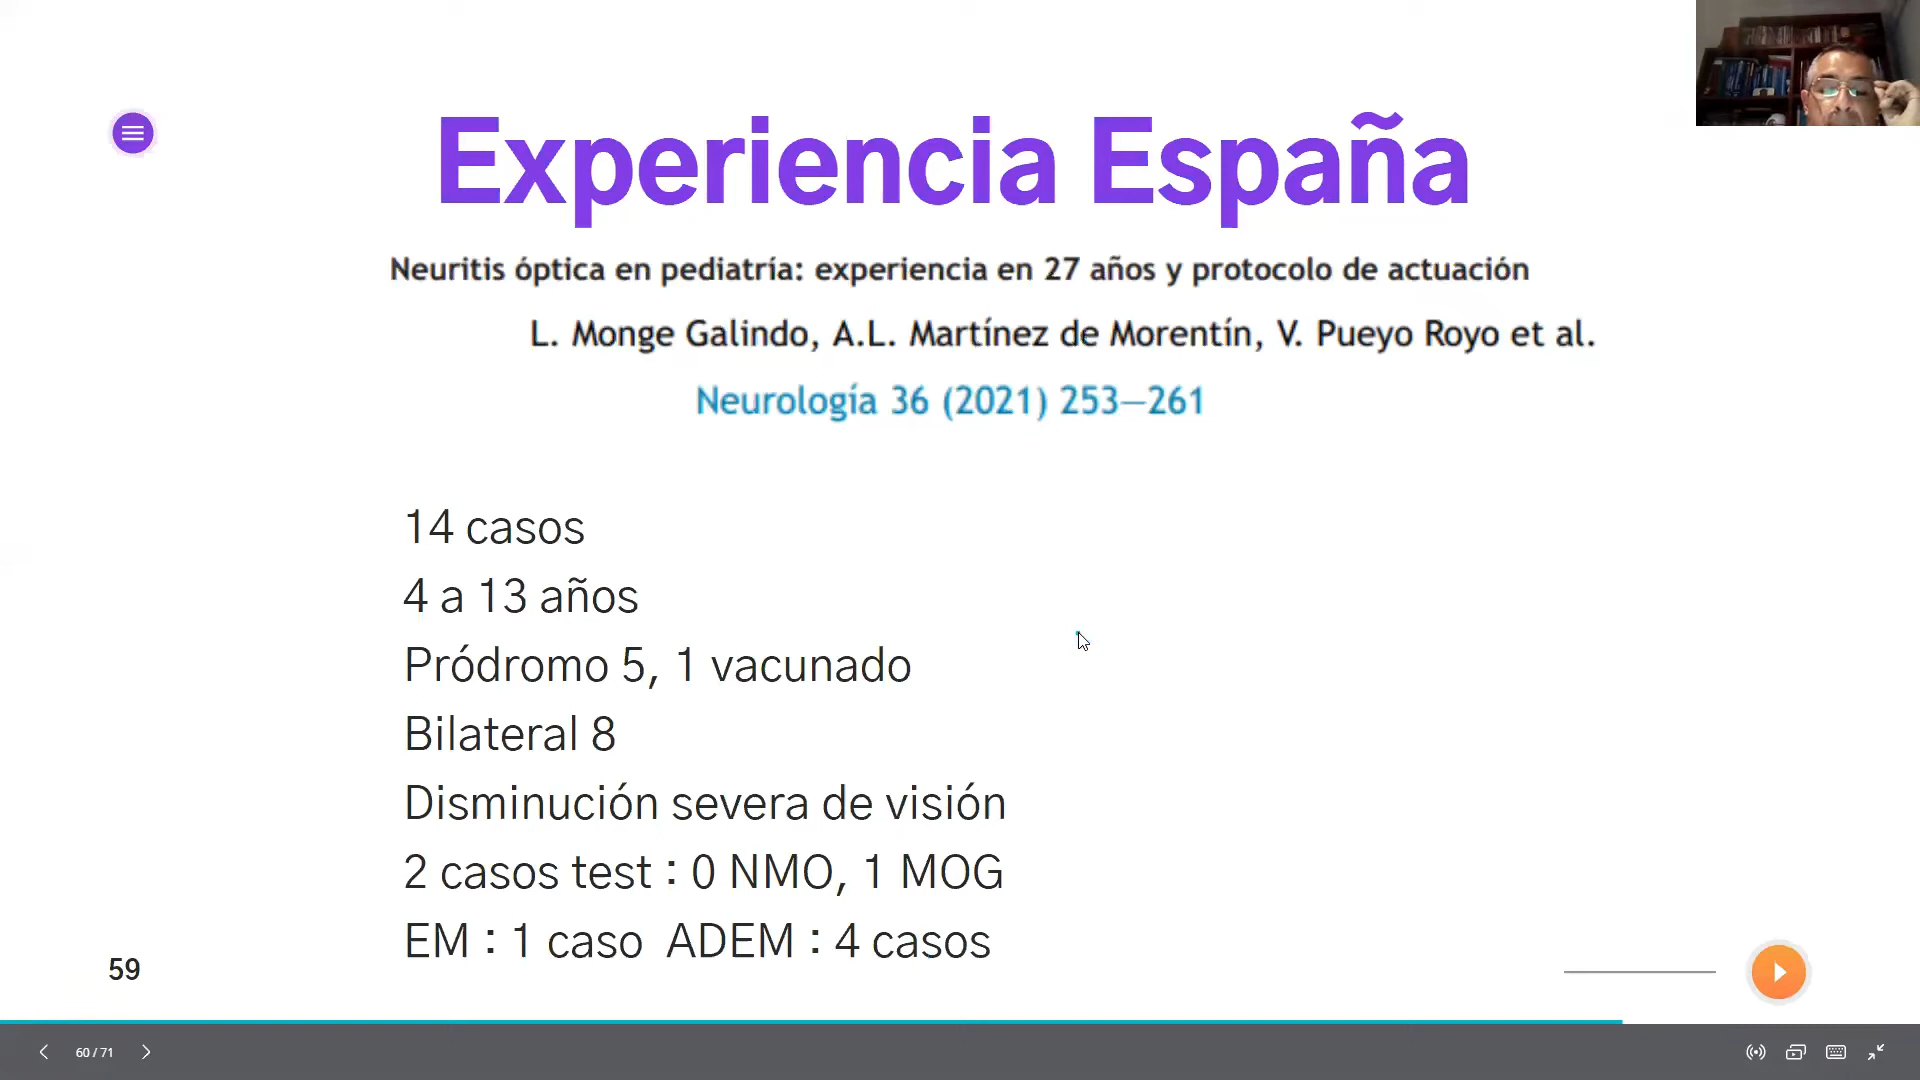 Experiencia España
Neuritis óptica en pediatría: experiencia en 27 años y protocolo de actuación
L. Monge Galindo, A.L. Martínez de Morentín, V. Pueyo Royo et al.
Neurología 36 (2021) 253—261
14 casos
4 a 13 años
Pródromo 5, 1 vacunado
Bilateral 8
Disminución severa de visión
2 casos test : 0 NMO, 1 MOG
EM : 1 caso ADEM : 4 casos
59
60 / 71